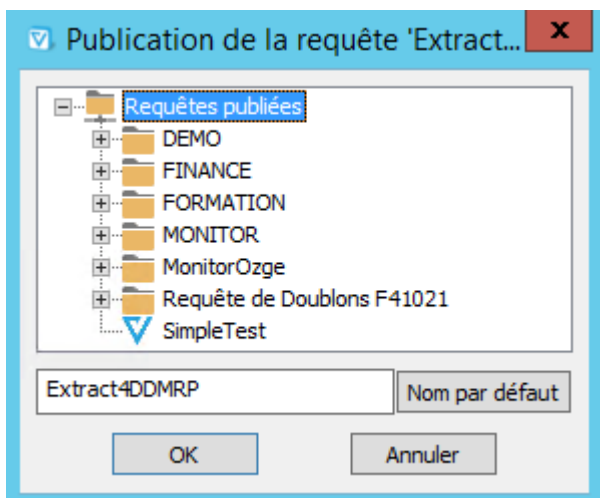 Publication de la requête 'Extract...
x
Requêtes publiées
DEMO
FINANCE
FORMATION
MONITOR
MonitorOzge
Requête de Doublons F41021
SimpleTest
Extract4DDMRP
Nom par défaut
OK
Annuler